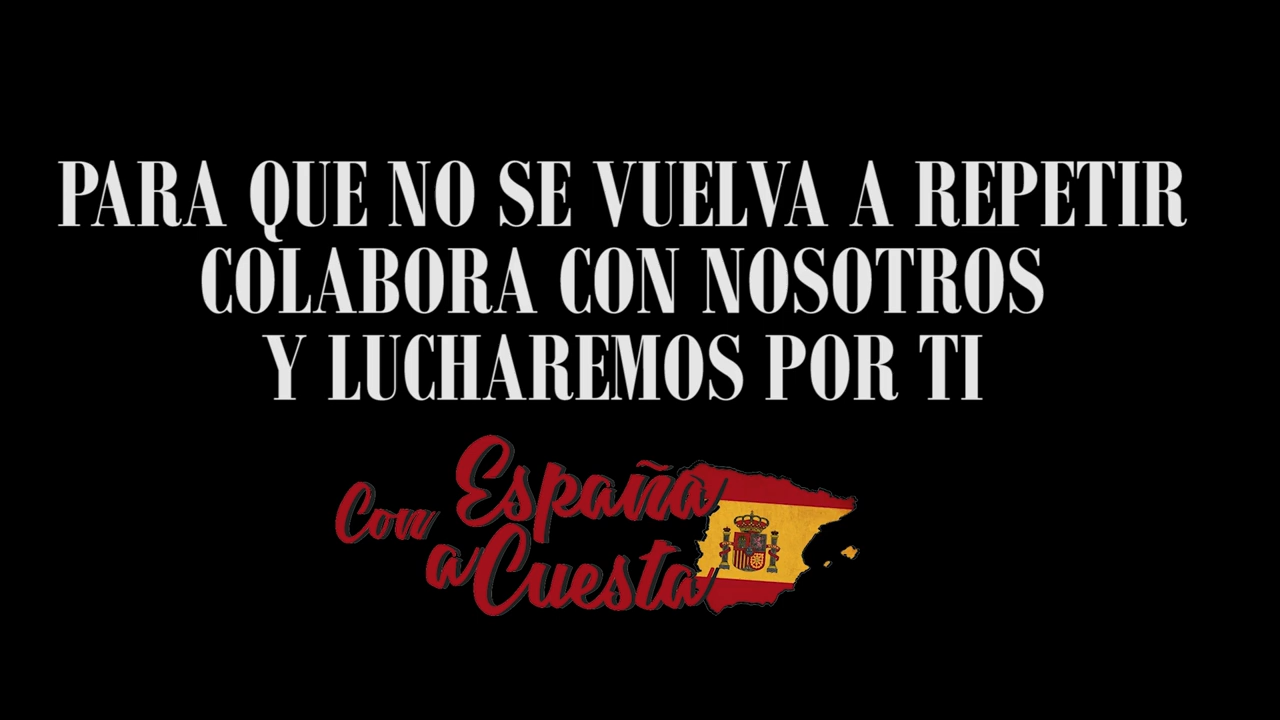 PARA QUE NO SE VUELVA A REPETIR
COLABORA CON NOSOTROS
Y LUCHAREMOS POR TI
Con España
a Cuesta